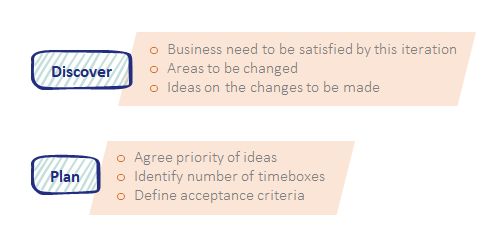 Discover
Business need to be satisfied by this iteration
Areas to be changed
Ideas on the changes to be made
Plan
Agree priority of ideas
Identify number of timeboxes
Define acceptance criteria